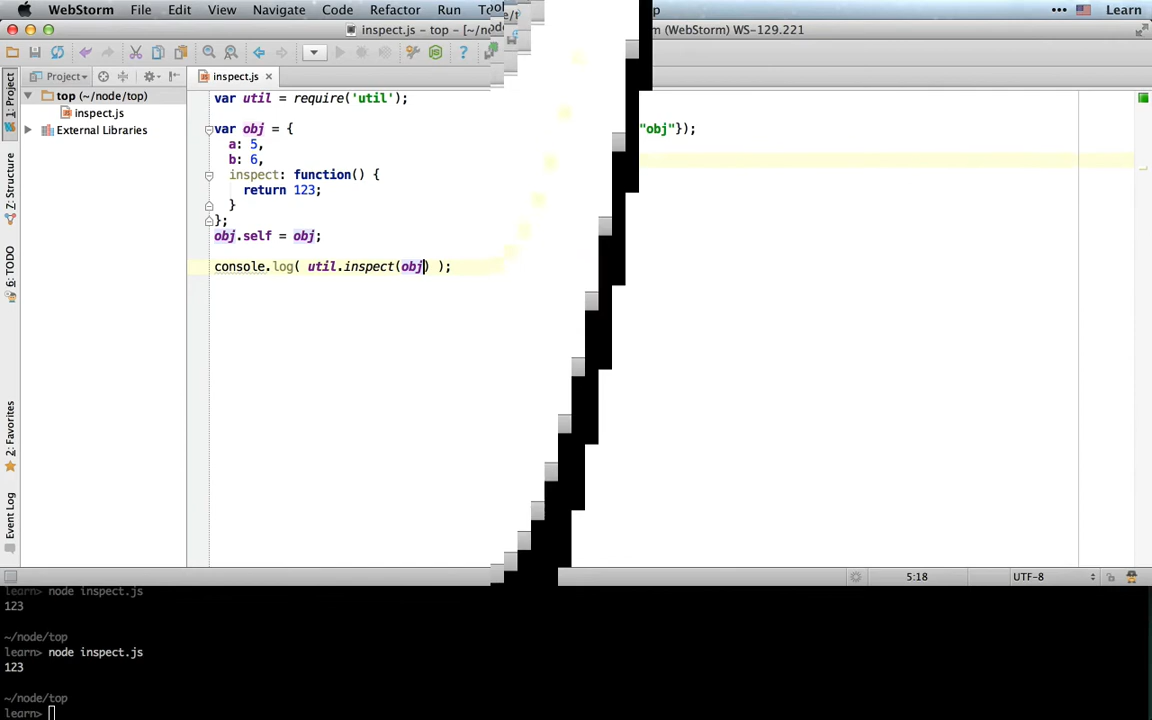 WebStorm File Edit View Navigate Code Refactor Run Tools Learn
inspect.js – top – [~/no (WebStorm) WS-129.221
Project
inspect.js
1: Project
top (~/node/top)
inspect.js
External Libraries
Z: Structure
6: TODO
2: Favorites
Event Log
var util = require('util');
var obj = {
a: 5,
b: 6,
inspect: function() {
return 123;
}
};
obj.self = obj;
console.log( util.inspect(obj) );
"obj"});
5:18 UTF-8
learn> node inspect.js
123
~/node/top
learn> node inspect.js
123
~/node/top
learn>